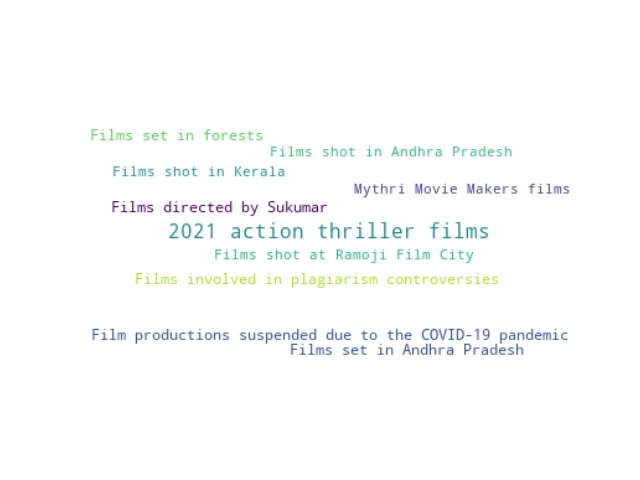 Films set in forests
Films shot in Andhra Pradesh
Films shot in Kerala
Mythri Movie Makers films
Films directed by Sukumar
2021 action thriller films
Films shot at Ramoji Film City
Films involved in plagiarism controversies
Film productions suspended due to the COVID-19 pandemic
Films set in Andhra Pradesh